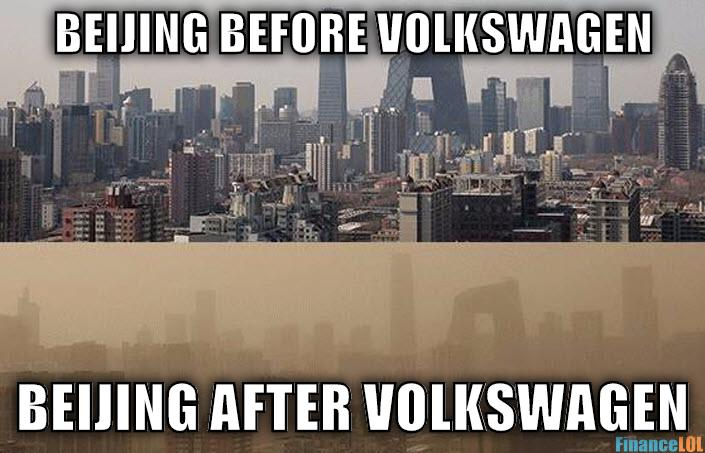 BEIJING BEFORE VOLKSWAGEN
BEIJING AFTER VOLKSWAGEN
FinanceLOL